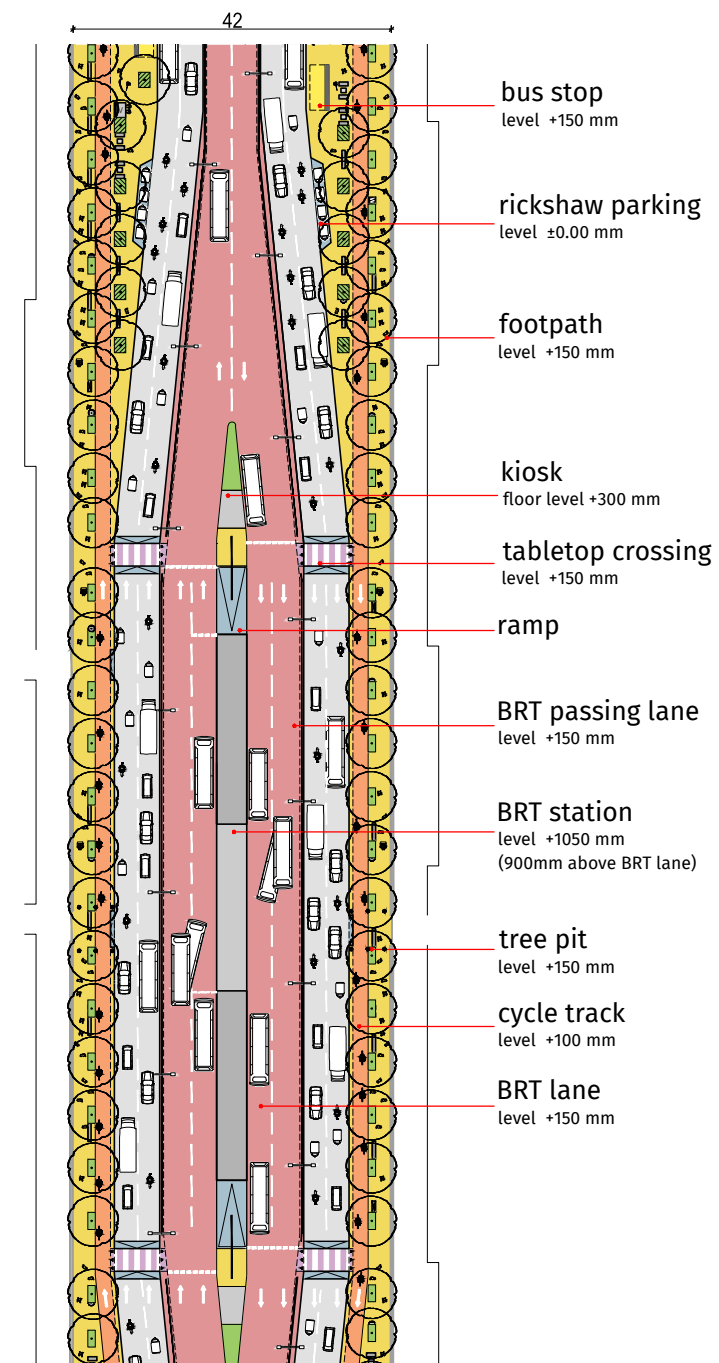 42
bus stop
level +150 mm
rickshaw parking
level ±0.00 mm
footpath
level +150 mm
kiosk
floor level +300 mm
tabletop crossing
level +150 mm
ramp
BRT passing lane
level +150 mm
BRT station
level +1050 mm
(900mm above BRT lane)
tree pit
level +150 mm
cycle track
level +100 mm
BRT lane
level +150 mm